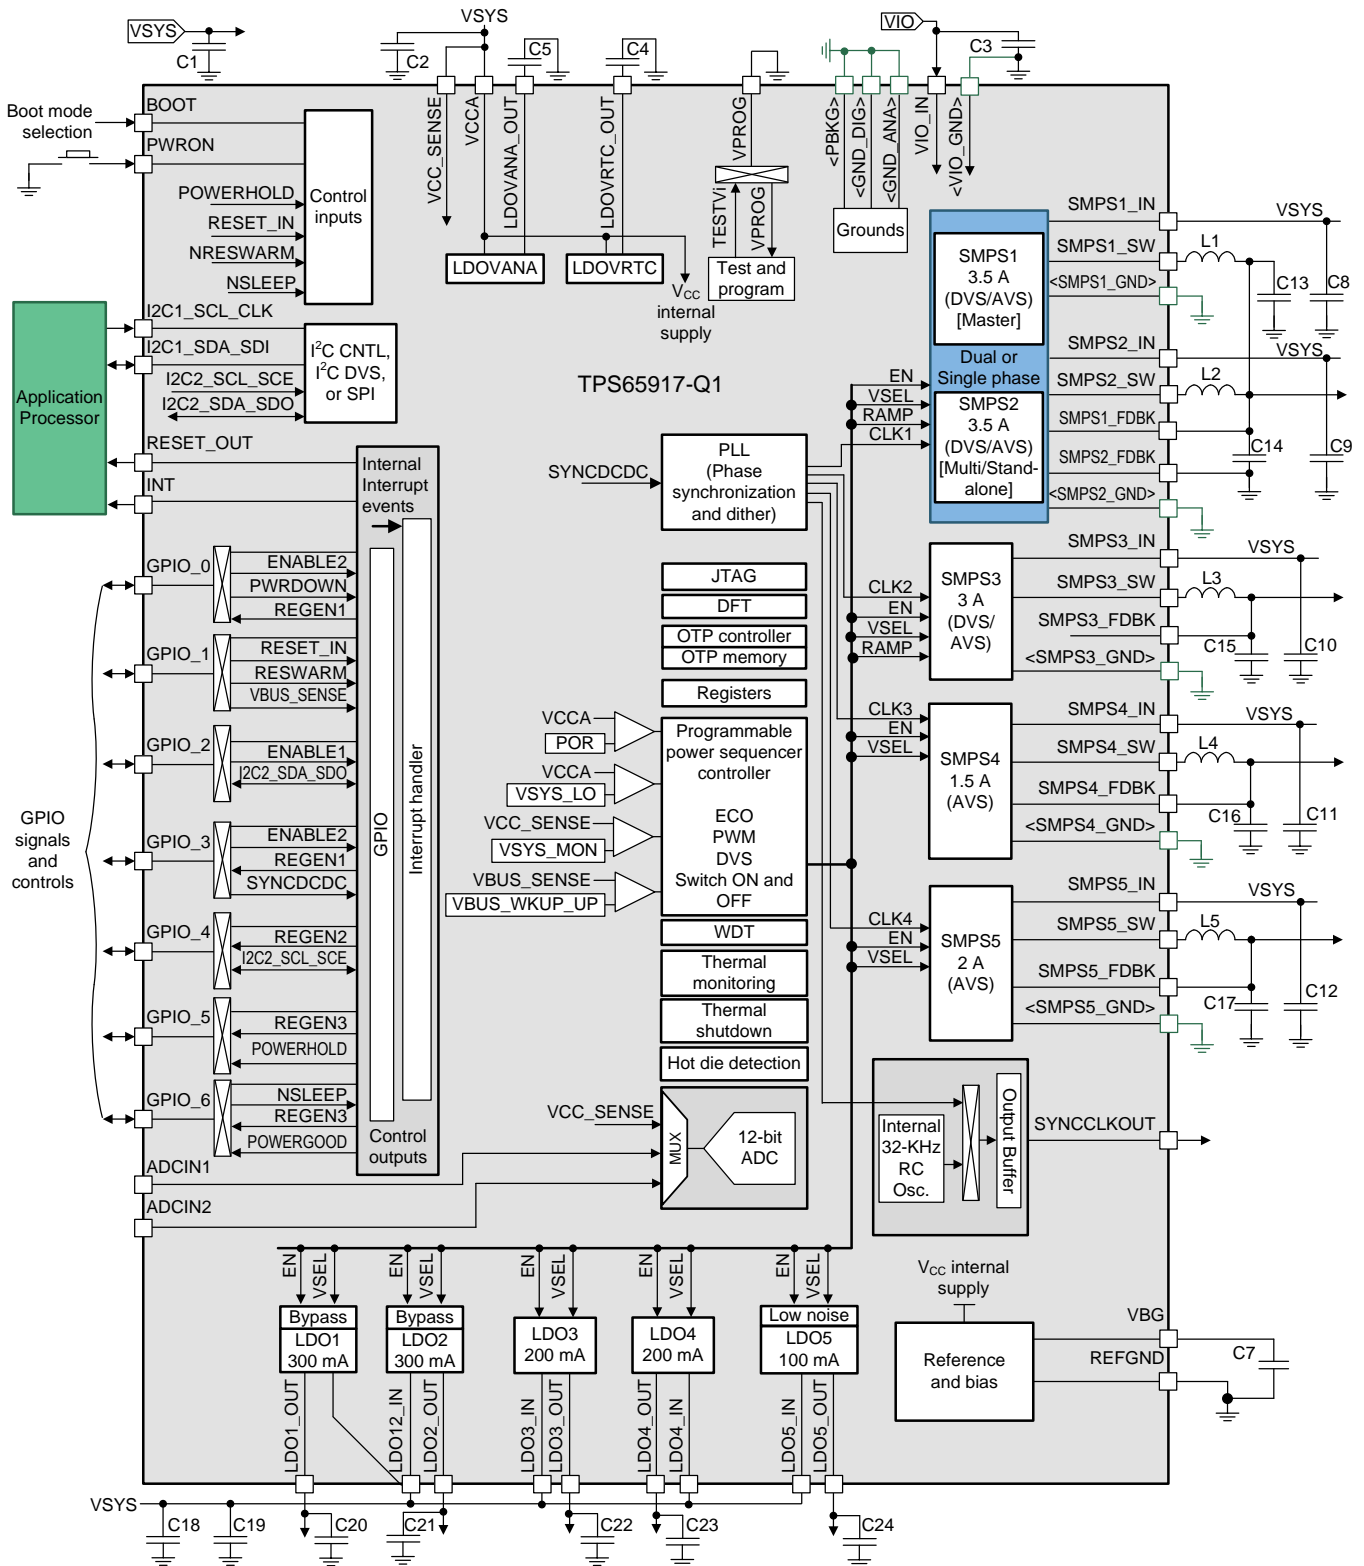 VSYS
C1
VSYS
C2
C5
C4
VIO
C3
BOOT
Boot mode
selection
PWRON
POWERHOLD
RESET_IN
NRESWARM
NSLEEP
Control
inputs
VCC_SENSE
VCCA
LDOVANA_OUT
LDOVRTC_OUT
LDOVANA
LDOVRTC
VCC
internal
supply
VPROG
TESTVi
VPROG
Test and
program
<PBKG>
<GND_DIG>
<GND_ANA>
Grounds
VIO_IN
<VIO_GND>
Application
Processor
I2C1_SCL_CLK
I2C1_SDA_SDI
I2C2_SCL_SCE
I2C2_SDA_SDO
I2C CNTL,
I2C DVS,
or SPI
RESET_OUT
INT
TPS65917-Q1
SMPS1
3.5 A
(DVS/AVS)
[Master]
Dual or
Single phase
SMPS2
3.5 A
(DVS/AVS)
[Multi/Stand-
alone]
EN
VSEL
RAMP
CLK1
SMPS1_IN
VSYS
SMPS1_SW
L1
<SMPS1_GND>
C13
C8
SMPS2_IN
VSYS
SMPS2_SW
L2
SMPS1_FDBK
SMPS2_FDBK
C14
C9
<SMPS2_GND>
SYNCDCDC
PLL
(Phase
synchronization
and dither)
Internal
Interrupt
events
GPIO
Interrupt handler
Control
outputs
GPIO
signals
and
controls
GPIO_0
ENABLE2
PWRDOWN
REGEN1
GPIO_1
RESET_IN
RESWARM
VBUS_SENSE
GPIO_2
ENABLE1
I2C2_SDA_SDO
GPIO_3
ENABLE2
REGEN1
SYNCDCDC
GPIO_4
REGEN2
I2C2_SCL_SCE
GPIO_5
REGEN3
POWERHOLD
GPIO_6
NSLEEP
REGEN3
POWERGOOD
ADCIN1
ADCIN2
JTAG
DFT
OTP controller
OTP memory
Registers
VCCA
POR
VCCA
VSYS_LO
VCC_SENSE
VSYS_MON
VBUS_SENSE
VBUS_WKUP_UP
Programmable
power sequencer
controller
ECO
PWM
DVS
Switch ON and
OFF
WDT
Thermal
monitoring
Thermal
shutdown
Hot die detection
VCC_SENSE
MUX
12-bit
ADC
CLK2
EN
VSEL
RAMP
SMPS3
3 A
(DVS/
AVS)
SMPS3_IN
VSYS
SMPS3_SW
L3
SMPS3_FDBK
<SMPS3_GND>
C15
C10
CLK3
EN
VSEL
SMPS4
1.5 A
(AVS)
SMPS4_IN
VSYS
SMPS4_SW
L4
SMPS4_FDBK
<SMPS4_GND>
C16
C11
CLK4
EN
VSEL
SMPS5
2 A
(AVS)
SMPS5_IN
VSYS
SMPS5_SW
L5
SMPS5_FDBK
<SMPS5_GND>
C17
C12
Internal
32-KHz
RC
Osc.
Output Buffer
SYNCCLKOUT
VCC internal
supply
Reference
and bias
VBG
REFGND
C7
EN
VSEL
EN
VSEL
EN
VSEL
EN
VSEL
EN
VSEL
Bypass
LDO1
300 mA
Bypass
LDO2
300 mA
LDO3
200 mA
LDO4
200 mA
Low noise
LDO5
100 mA
LDO1_OUT
LDO12_IN
LDO2_OUT
LDO3_IN
LDO3_OUT
LDO4_OUT
LDO4_IN
LDO5_IN
LDO5_OUT
VSYS
C18
C19
C20
C21
C22
C23
C24